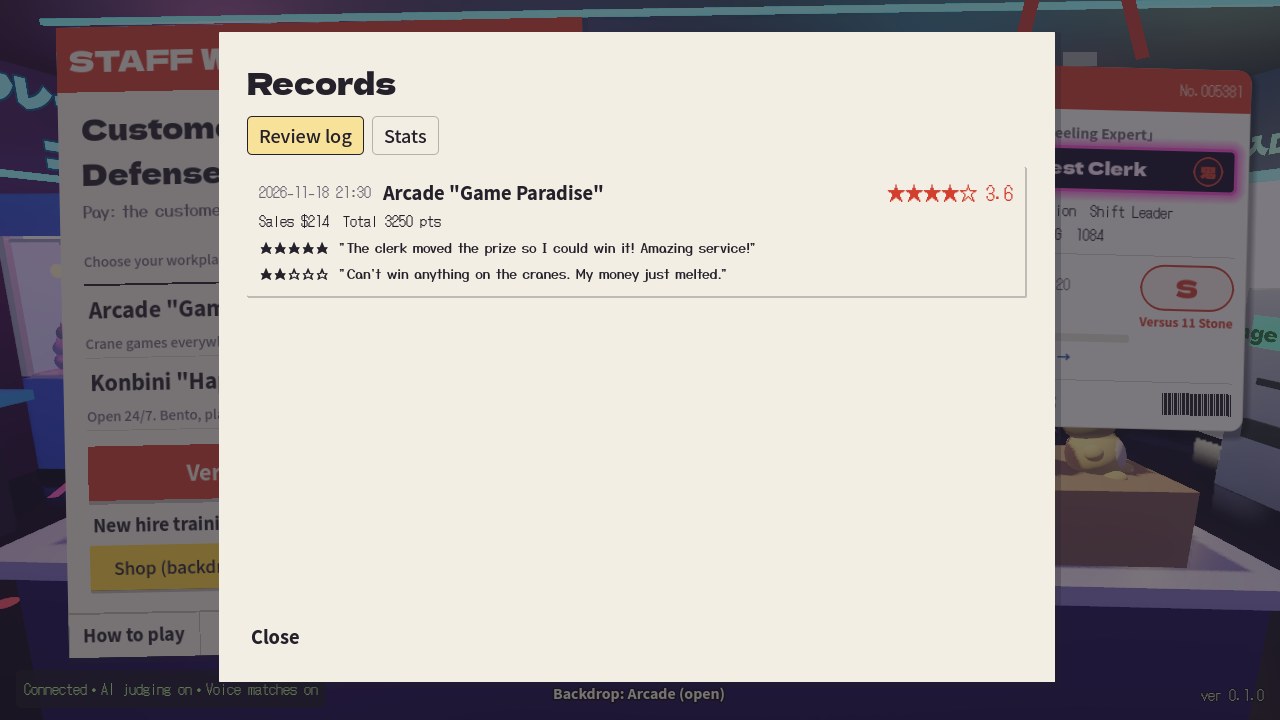 STAFF W
Custome
Defense
Pay: the custome
Choose your workpla
Arcade "Gam
Crane games everyw
Konbini "Ha
Open 24/7. Bento, pl
Ver
New hire traini
Shop (backdr
How to play
Records
Review log
Stats
2026-11-18 21:30 Arcade "Game Paradise" ★★★★☆ 3.6
Sales $214 Total 3250 pts
★★★★★ "The clerk moved the prize so I could win it! Amazing service!"
★★☆☆☆ "Can't win anything on the cranes. My money just melted."
Close
No. 005381
eeling Expert」
est Clerk
ion Shift Leader
1084
20
S
Versus 11 Stone
→
Connected • AI judging on • Voice matches on
Backdrop: Arcade (open)
ver 0.1.0